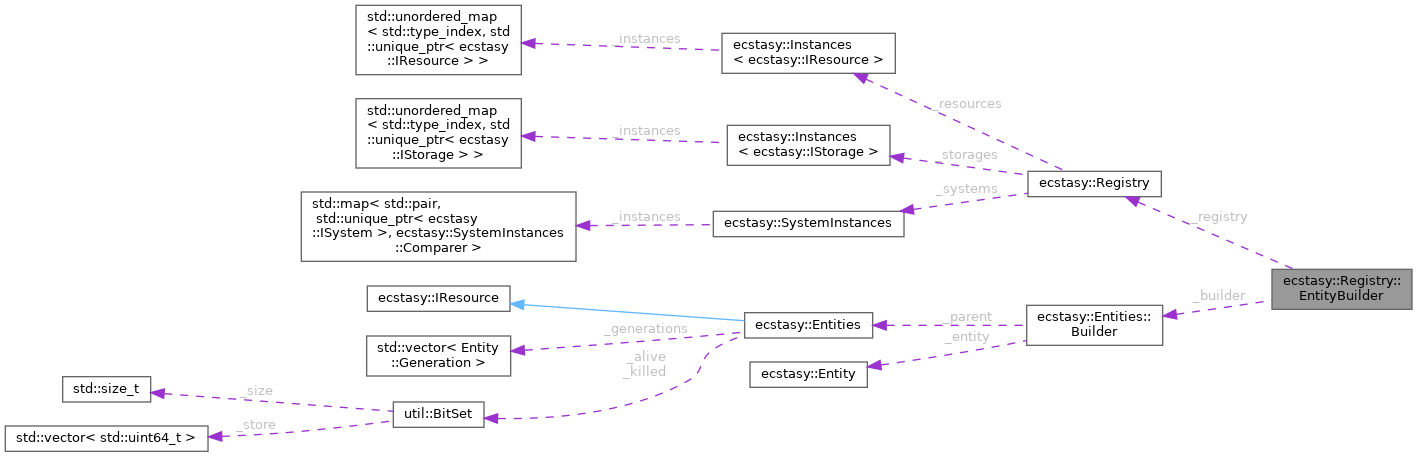 std::unordered_map
< std::type_index, std
::unique_ptr< ecstasy
::IResource > >
_instances
ecstasy::Instances
< ecstasy::IResource >
_resources
std::unordered_map
< std::type_index, std
::unique_ptr< ecstasy
::IStorage > >
_instances
ecstasy::Instances
< ecstasy::IStorage >
_storages
ecstasy::Registry
_systems
std::map< std::pair,
std::unique_ptr< ecstasy
::ISystem >, ecstasy::SystemInstances
::Comparer >
_instances
ecstasy::SystemInstances
_registry
ecstasy::Registry::
EntityBuilder
_builder
ecstasy::IResource
ecstasy::Entities
_parent
ecstasy::Entities::
Builder
_generations
_entity
std::vector< Entity
::Generation >
_alive
_killed
ecstasy::Entity
std::size_t
_size
util::BitSet
_store
std::vector< std::uint64_t >